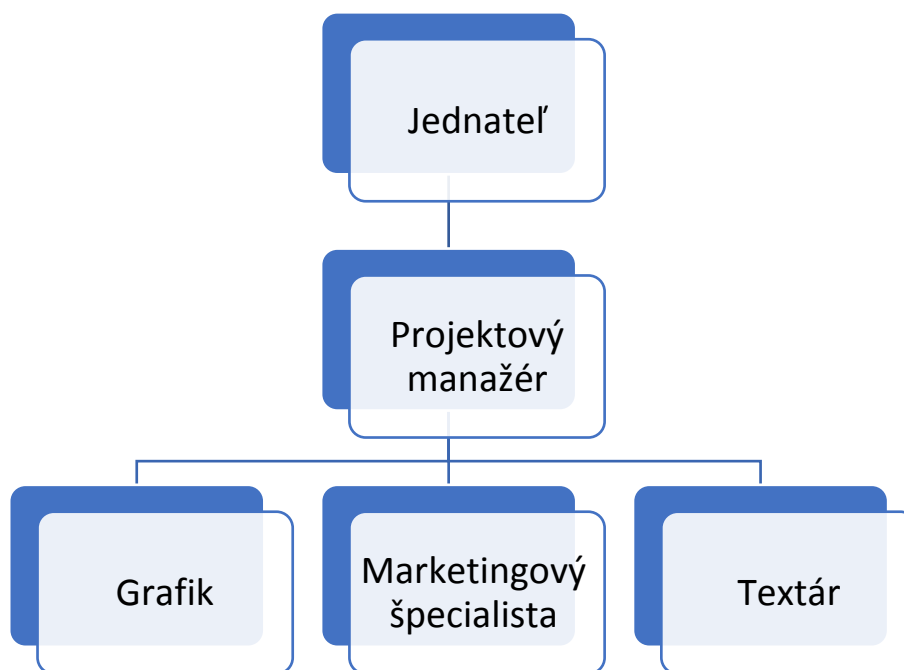 Jednateľ
Projektový
manažér
Grafik
Marketingový
špecialista
Textár